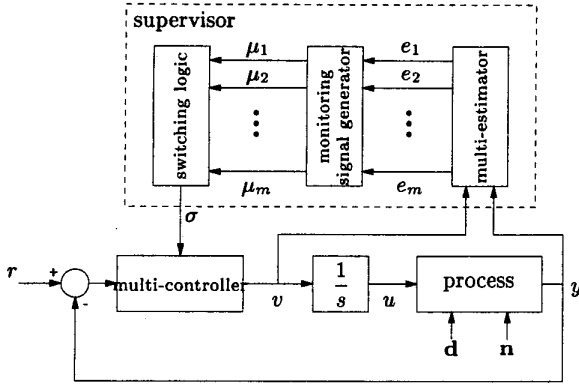 supervisor
switching logic
μ1
μ2
μm
monitoring
signal generator
e1
e2
em
multi-estimator
σ
r
+
-
multi-controller
v
1
s
u
process
y
d
n